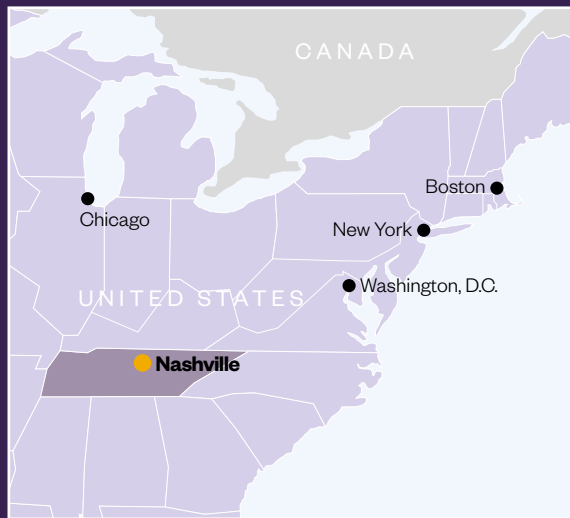 CANADA
Boston
Chicago
New York
Washington, D.C.
UNITED STATES
Nashville